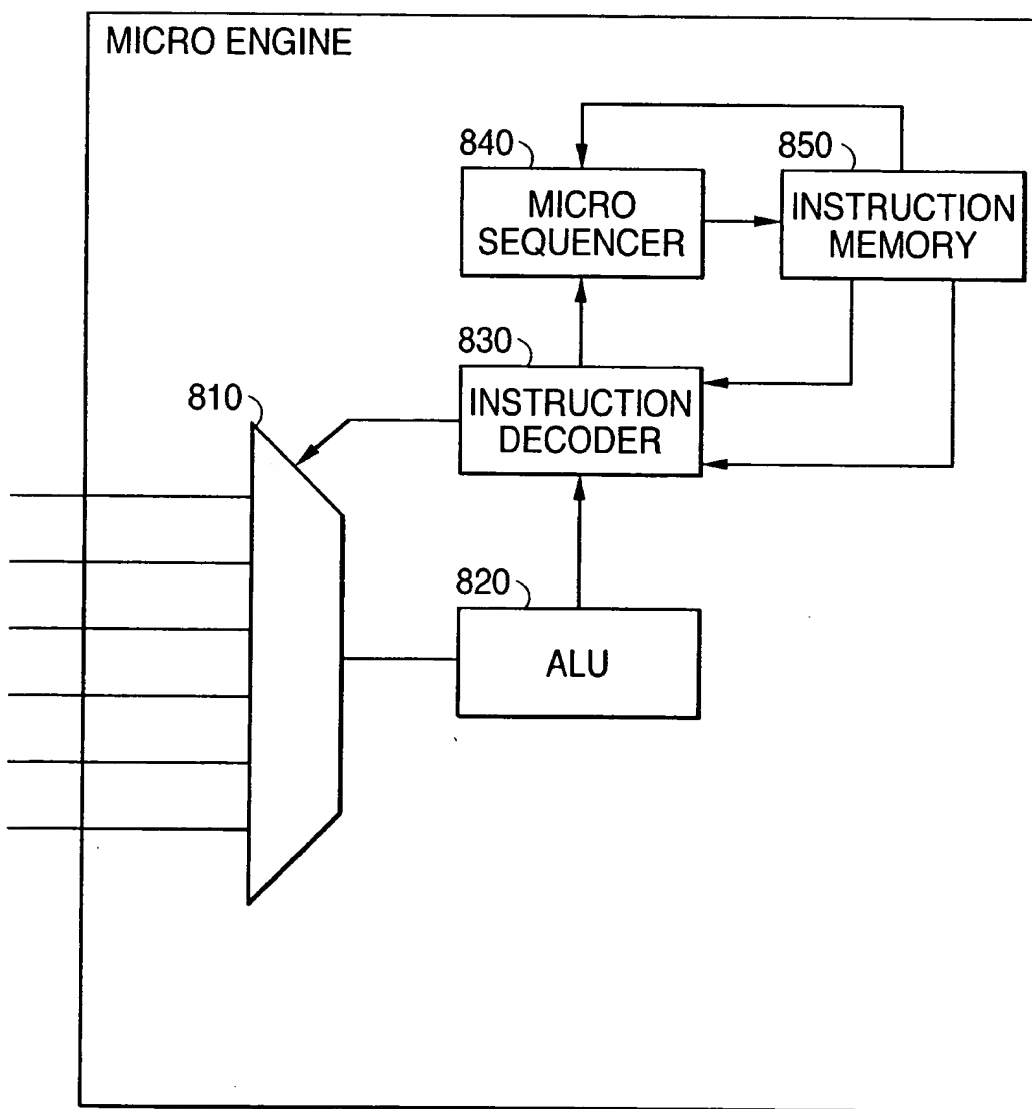 MICRO ENGINE
840
850
MICRO
SEQUENCER
INSTRUCTION
MEMORY
830
810
INSTRUCTION
DECODER
820
ALU